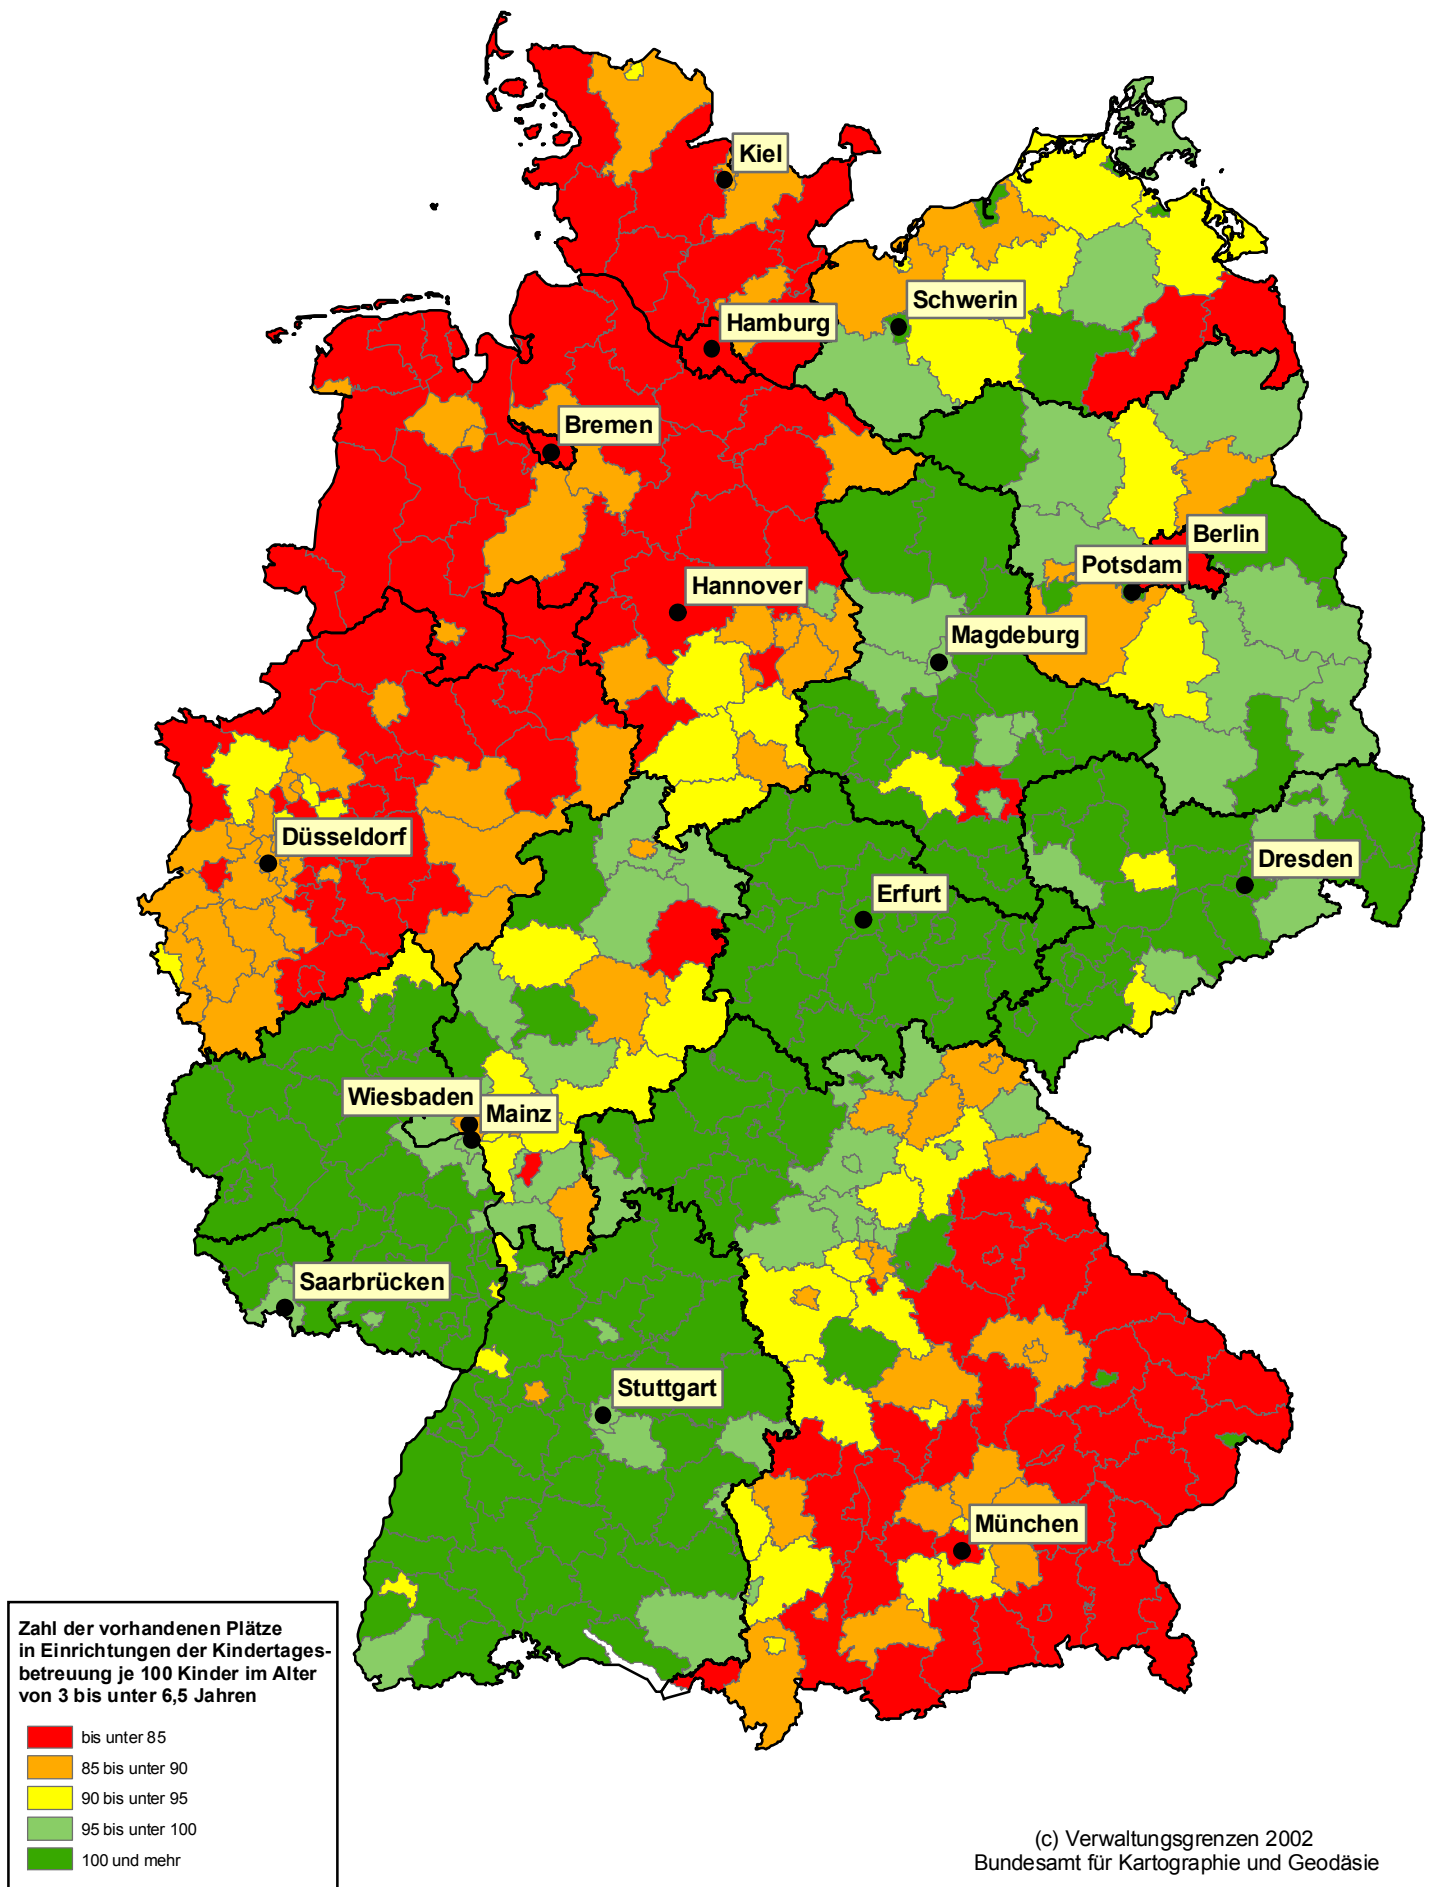 Kiel
Schwerin
Hamburg
Bremen
Berlin
Potsdam
Hannover
Magdeburg
Düsseldorf
Dresden
Erfurt
Wiesbaden
Mainz
Saarbrücken
Stuttgart
München
Zahl der vorhandenen Plätze
in Einrichtungen der Kindertages-
betreuung je 100 Kinder im Alter
von 3 bis unter 6,5 Jahren
bis unter 85
85 bis unter 90
90 bis unter 95
95 bis unter 100
100 und mehr
(c) Verwaltungsgrenzen 2002
Bundesamt für Kartographie und Geodäsie